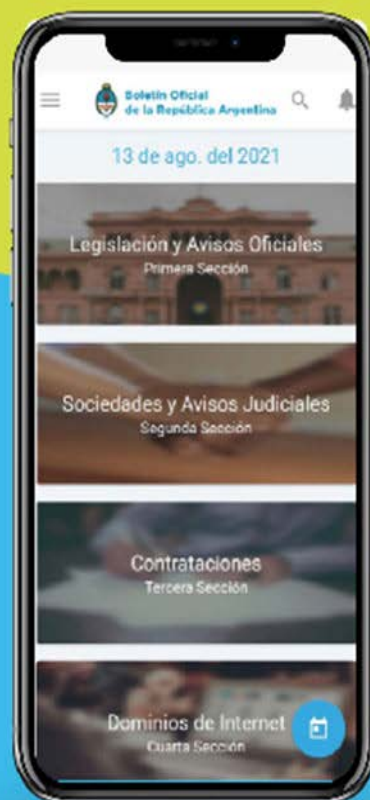 Boletín Oficial
de la República Argentina
13 de ago. del 2021
Legislación y Avisos Oficiales
Primera Sección
Sociedades y Avisos Judiciales
Segunda Sección
Contrataciones
Tercera Sección
Dominios de Internet
Cuarta Sección